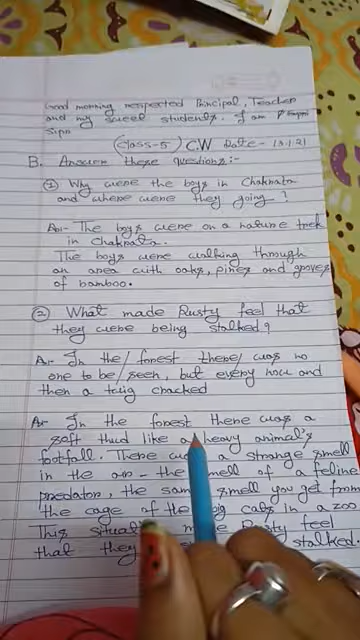 Good morning respected Principal, Teacher
and my sweet students. I am
(Class-5) C.W Date- 13.1.21
B. Answer these questions:-
① Why were the boys in Chakrata
and where were they going?
Ans- The boys were on a nature trek
in Chakrata.
The boys were walking through
an area with oaks, pines and groves
of bamboo.
② What made Rusty feel that
they were being stalked?
A- In the/forest there/was no
one to be/seen, but every now and
then a twig cracked
A- In the forest there was a
soft thud like a heavy animal's
footfall. There was a strange smell
in the air - the smell of a feline
predator, the same smell you get from
the cage of the big cats in a zoo
This situation made Rusty feel
that they stalked.